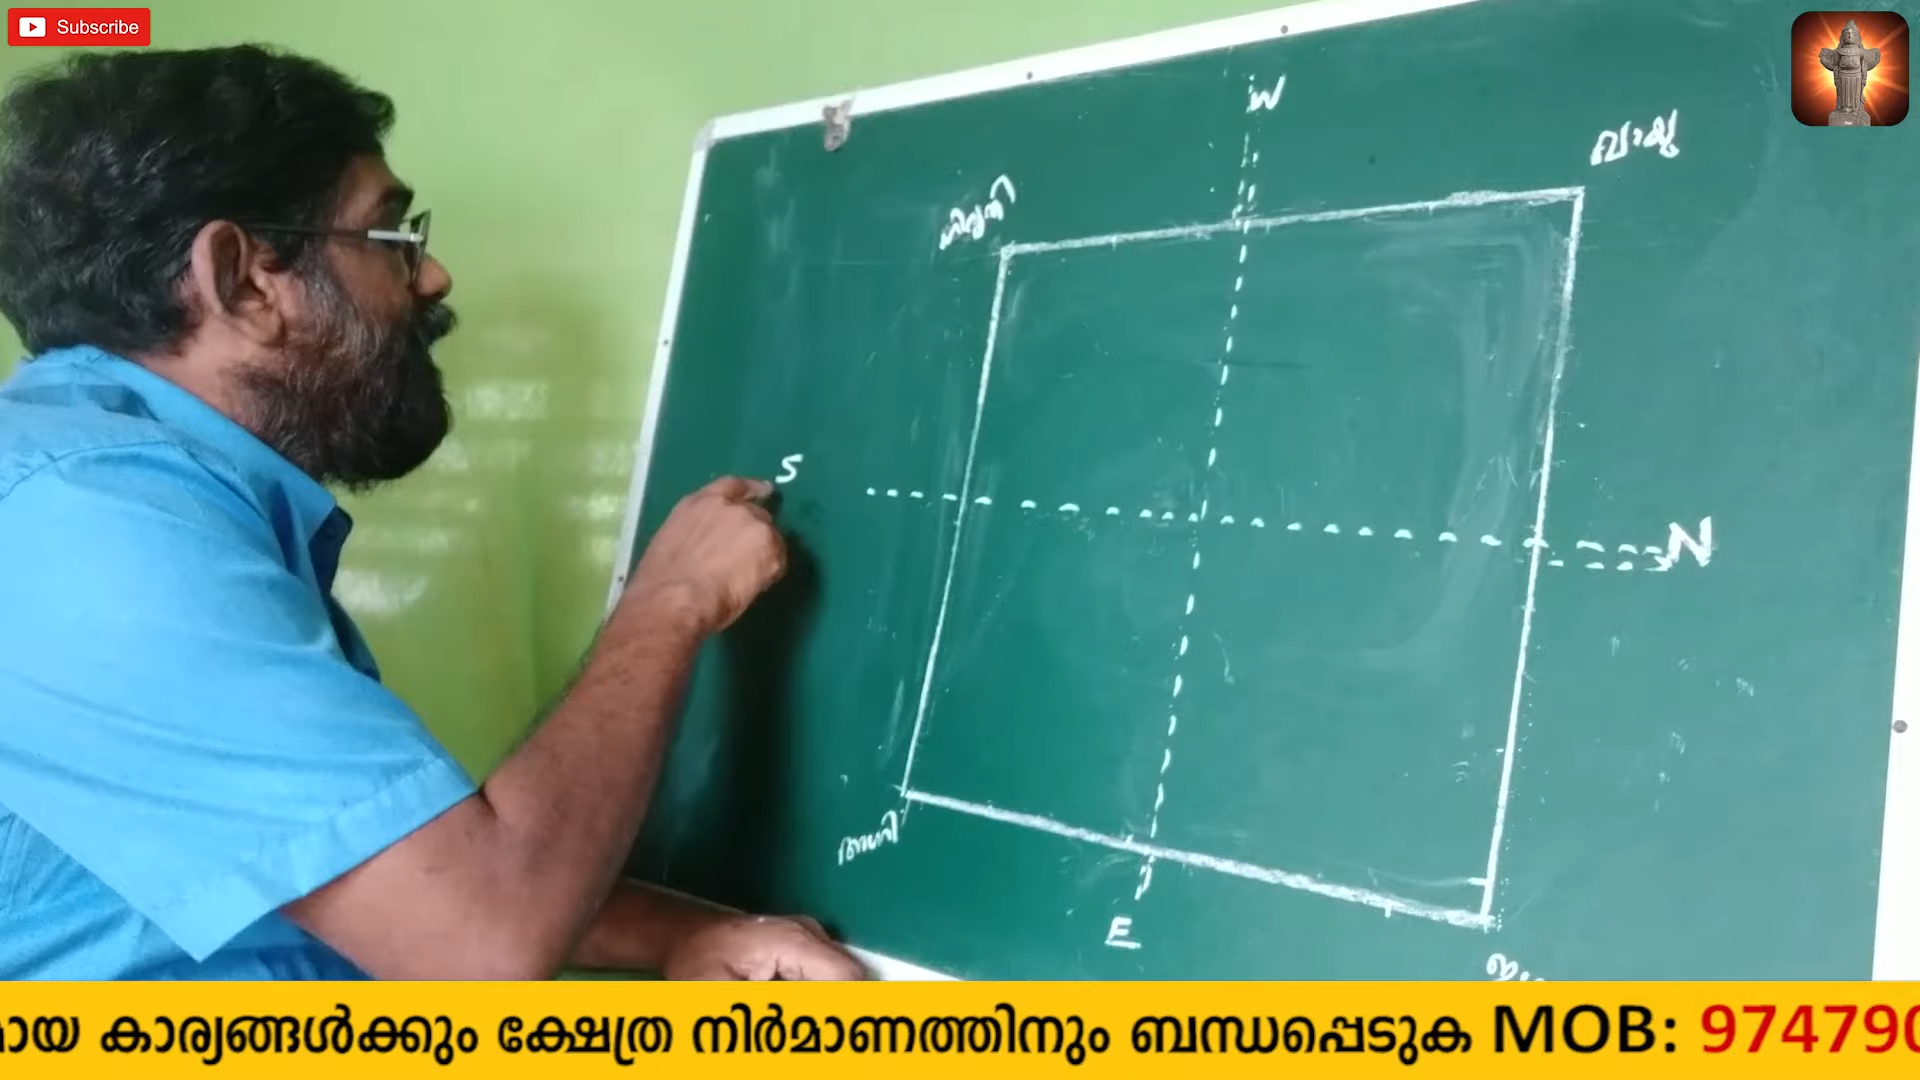 Subscribe
W
വായു
നിരൃതി
S
N
അഗ്നി
E
കാര്യങ്ങൾക്കും ക്ഷേത്ര നിർമാണത്തിനും ബന്ധപ്പെടുക MOB: 974790